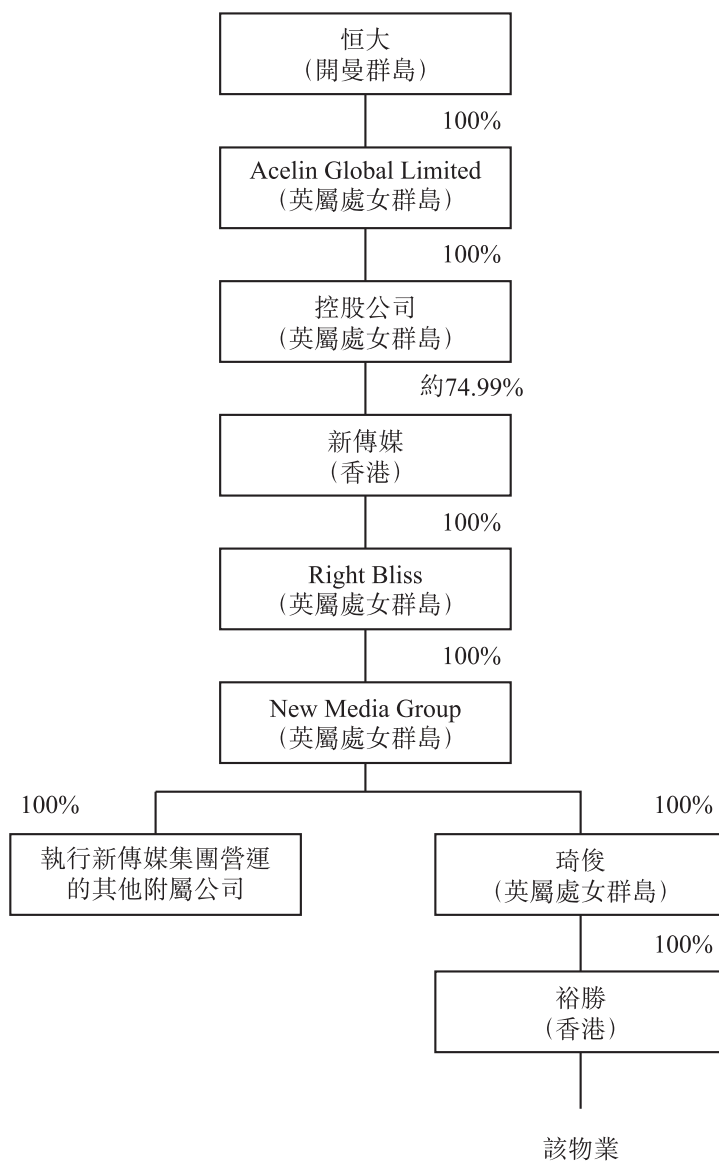 恒大
（開曼群島）
100%
Acelin Global Limited
（英屬處女群島）
100%
控股公司
（英屬處女群島）
約74.99%
新傳媒
（香港）
100%
Right Bliss
（英屬處女群島）
100%
New Media Group
（英屬處女群島）
100%
執行新傳媒集團營運
的其他附屬公司
100%
琦俊
（英屬處女群島）
100%
裕勝
（香港）
該物業